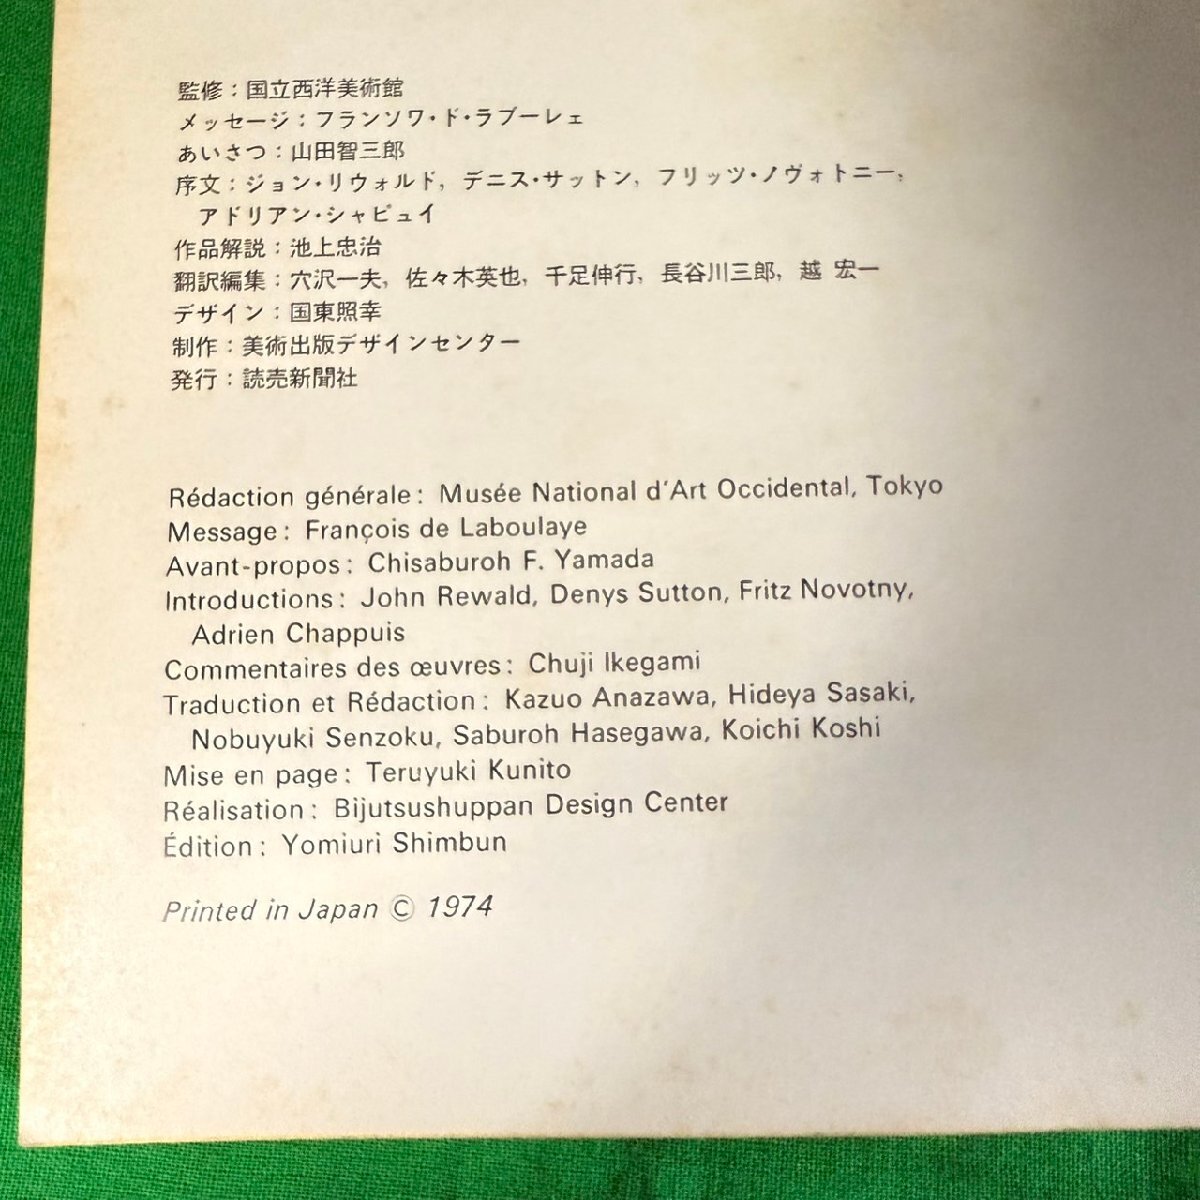 監修：国立西洋美術館
メッセージ：フランソワ・ド・ラブーレェ
あいさつ：山田智三郎
序文：ジョン・リウォルド, デニス・サットン, フリッツ・ノヴォトニー,
アドリアン・シャピュイ
作品解説：池上忠治
翻訳編集：穴沢一夫, 佐々木英也, 千足伸行, 長谷川三郎, 越 宏一
デザイン：国東照幸
制作：美術出版デザインセンター
発行：読売新聞社
Rédaction générale: Musée National d'Art Occidental, Tokyo
Message: François de Laboulaye
Avant-propos: Chisaburoh F. Yamada
Introductions: John Rewald, Denys Sutton, Fritz Novotny,
Adrien Chappuis
Commentaires des œuvres: Chuji Ikegami
Traduction et Rédaction: Kazuo Anazawa, Hideya Sasaki,
Nobuyuki Senzoku, Saburoh Hasegawa, Koichi Koshi
Mise en page: Teruyuki Kunito
Réalisation: Bijutsushuppan Design Center
Édition: Yomiuri Shimbun
Printed in Japan © 1974